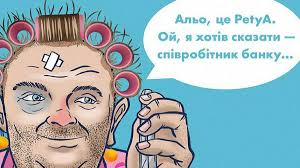 Альо, це PetyA.
Ой, я хотів сказати —
співробітник банку...